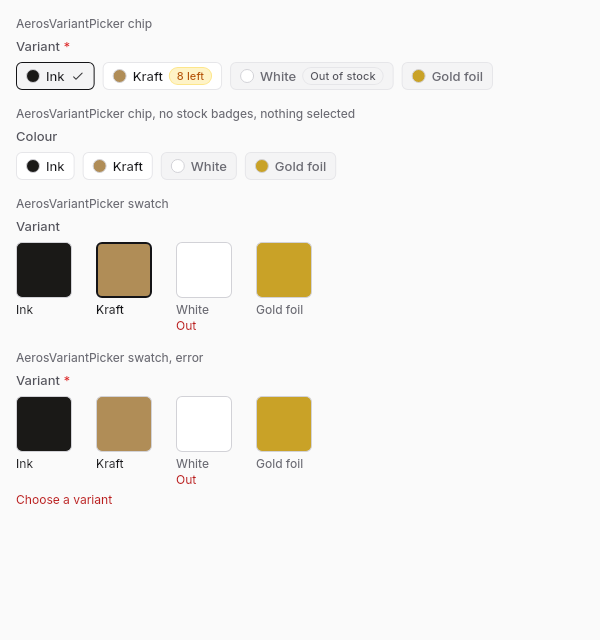 AerosVariantPicker chip
Variant *
Ink
Kraft 8 left
White Out of stock
Gold foil
AerosVariantPicker chip, no stock badges, nothing selected
Colour
Ink
Kraft
White
Gold foil
AerosVariantPicker swatch
Variant
Ink
Kraft
White
Out
Gold foil
AerosVariantPicker swatch, error
Variant *
Ink
Kraft
White
Out
Gold foil
Choose a variant